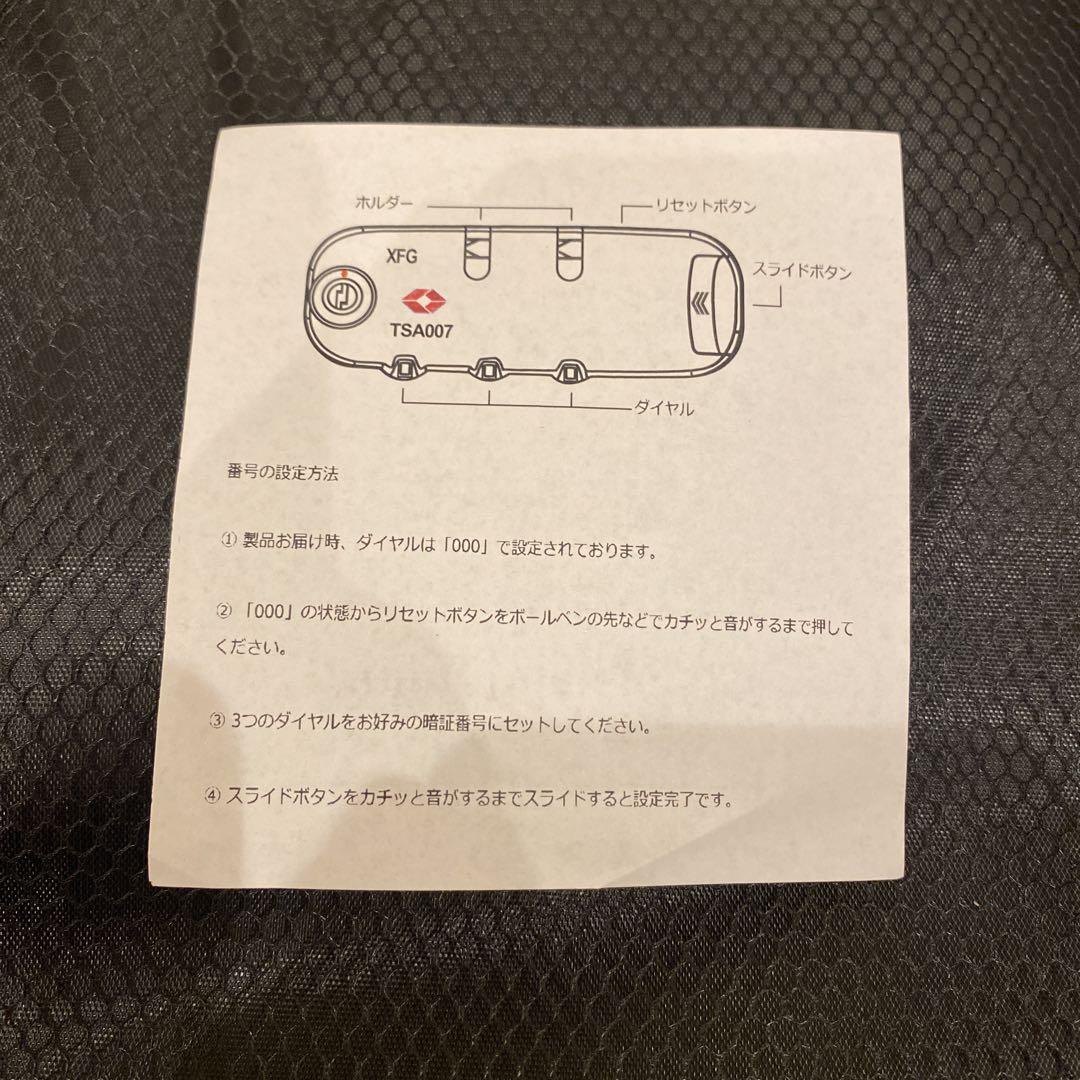 ホルダー
リセットボタン
XFG
スライドボタン
TSA007
ダイヤル
番号の設定方法
① 製品お届け時、ダイヤルは「000」で設定されております。
② 「000」の状態からリセットボタンをボールペンの先などでカチッと音がするまで押して
ください。
③ 3つのダイヤルをお好みの暗証番号にセットしてください。
④ スライドボタンをカチッと音がするまでスライドすると設定完了です。